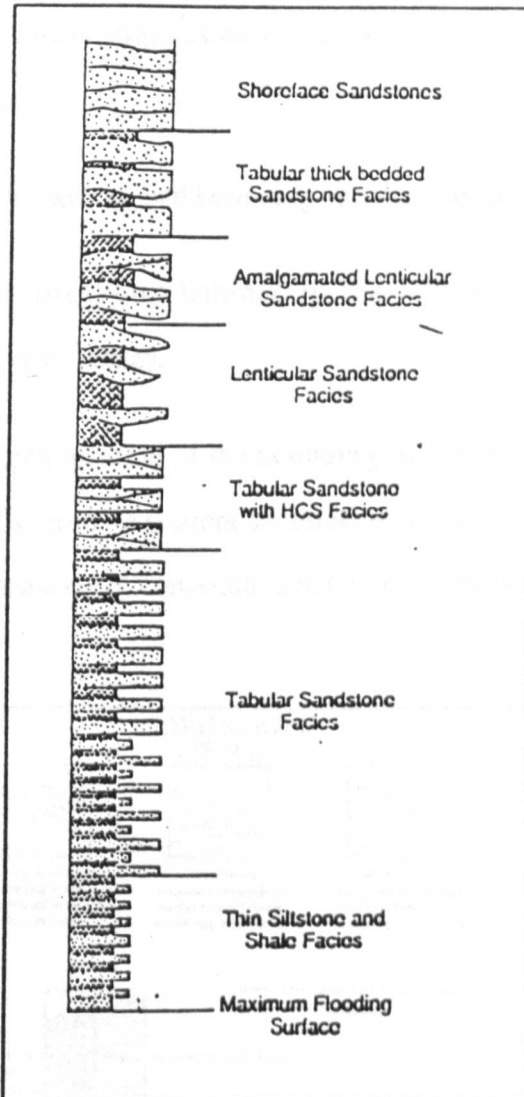 Shoreface Sandstones
Tabular thick bedded
Sandstone Facies
Amalgamated Lenticular
Sandstone Facies
Lenticular Sandstone
Facies
Tabular Sandstone
with HCS Facies
Tabular Sandstone
Facies
Thin Siltstone and
Shale Facies
Maximum Flooding
Surface